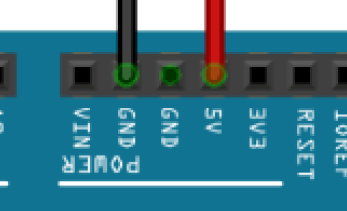 VIN
GND
GND
5V
3V3
RESET
IOREF
POWER